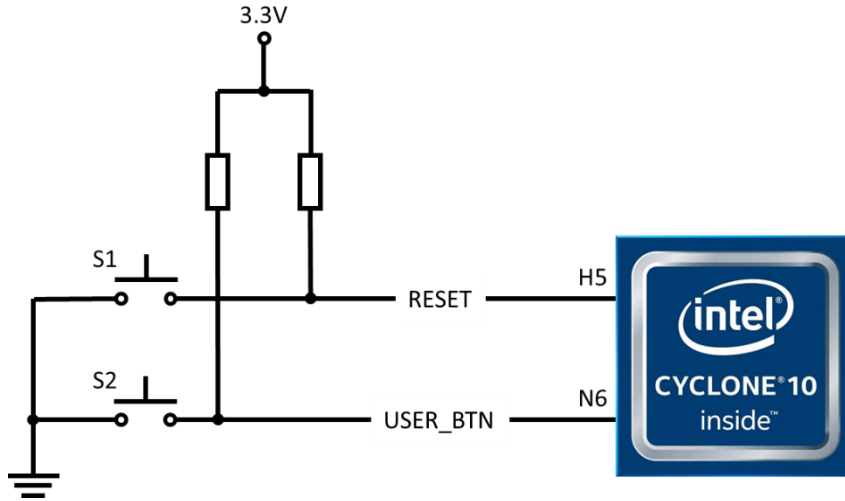 3.3V
S1
RESET
H5
S2
USER_BTN
N6
intel®
CYCLONE® 10
inside™